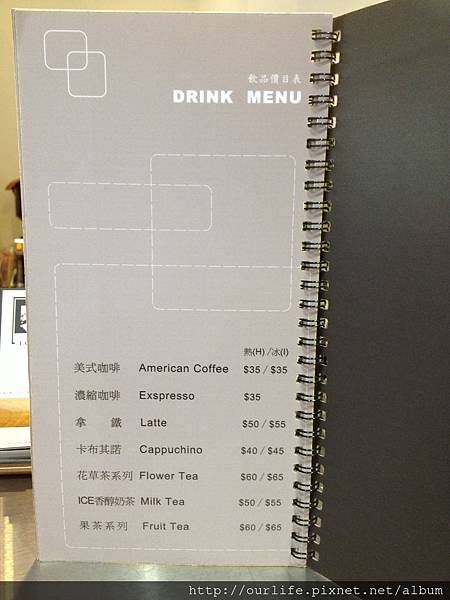 飲品價目表
DRINK MENU
熱(H) /冰(I)
美式咖啡 American Coffee $35 / $35
濃縮咖啡 Exspresso $35
拿 鐵 Latte $50 / $55
卡布其諾 Cappuchino $40 / $45
花草茶系列 Flower Tea $60 / $65
ICE香醇奶茶 Milk Tea $50 / $55
果茶系列 Fruit Tea $60 / $65
http://ourlife.pixnet.net/album